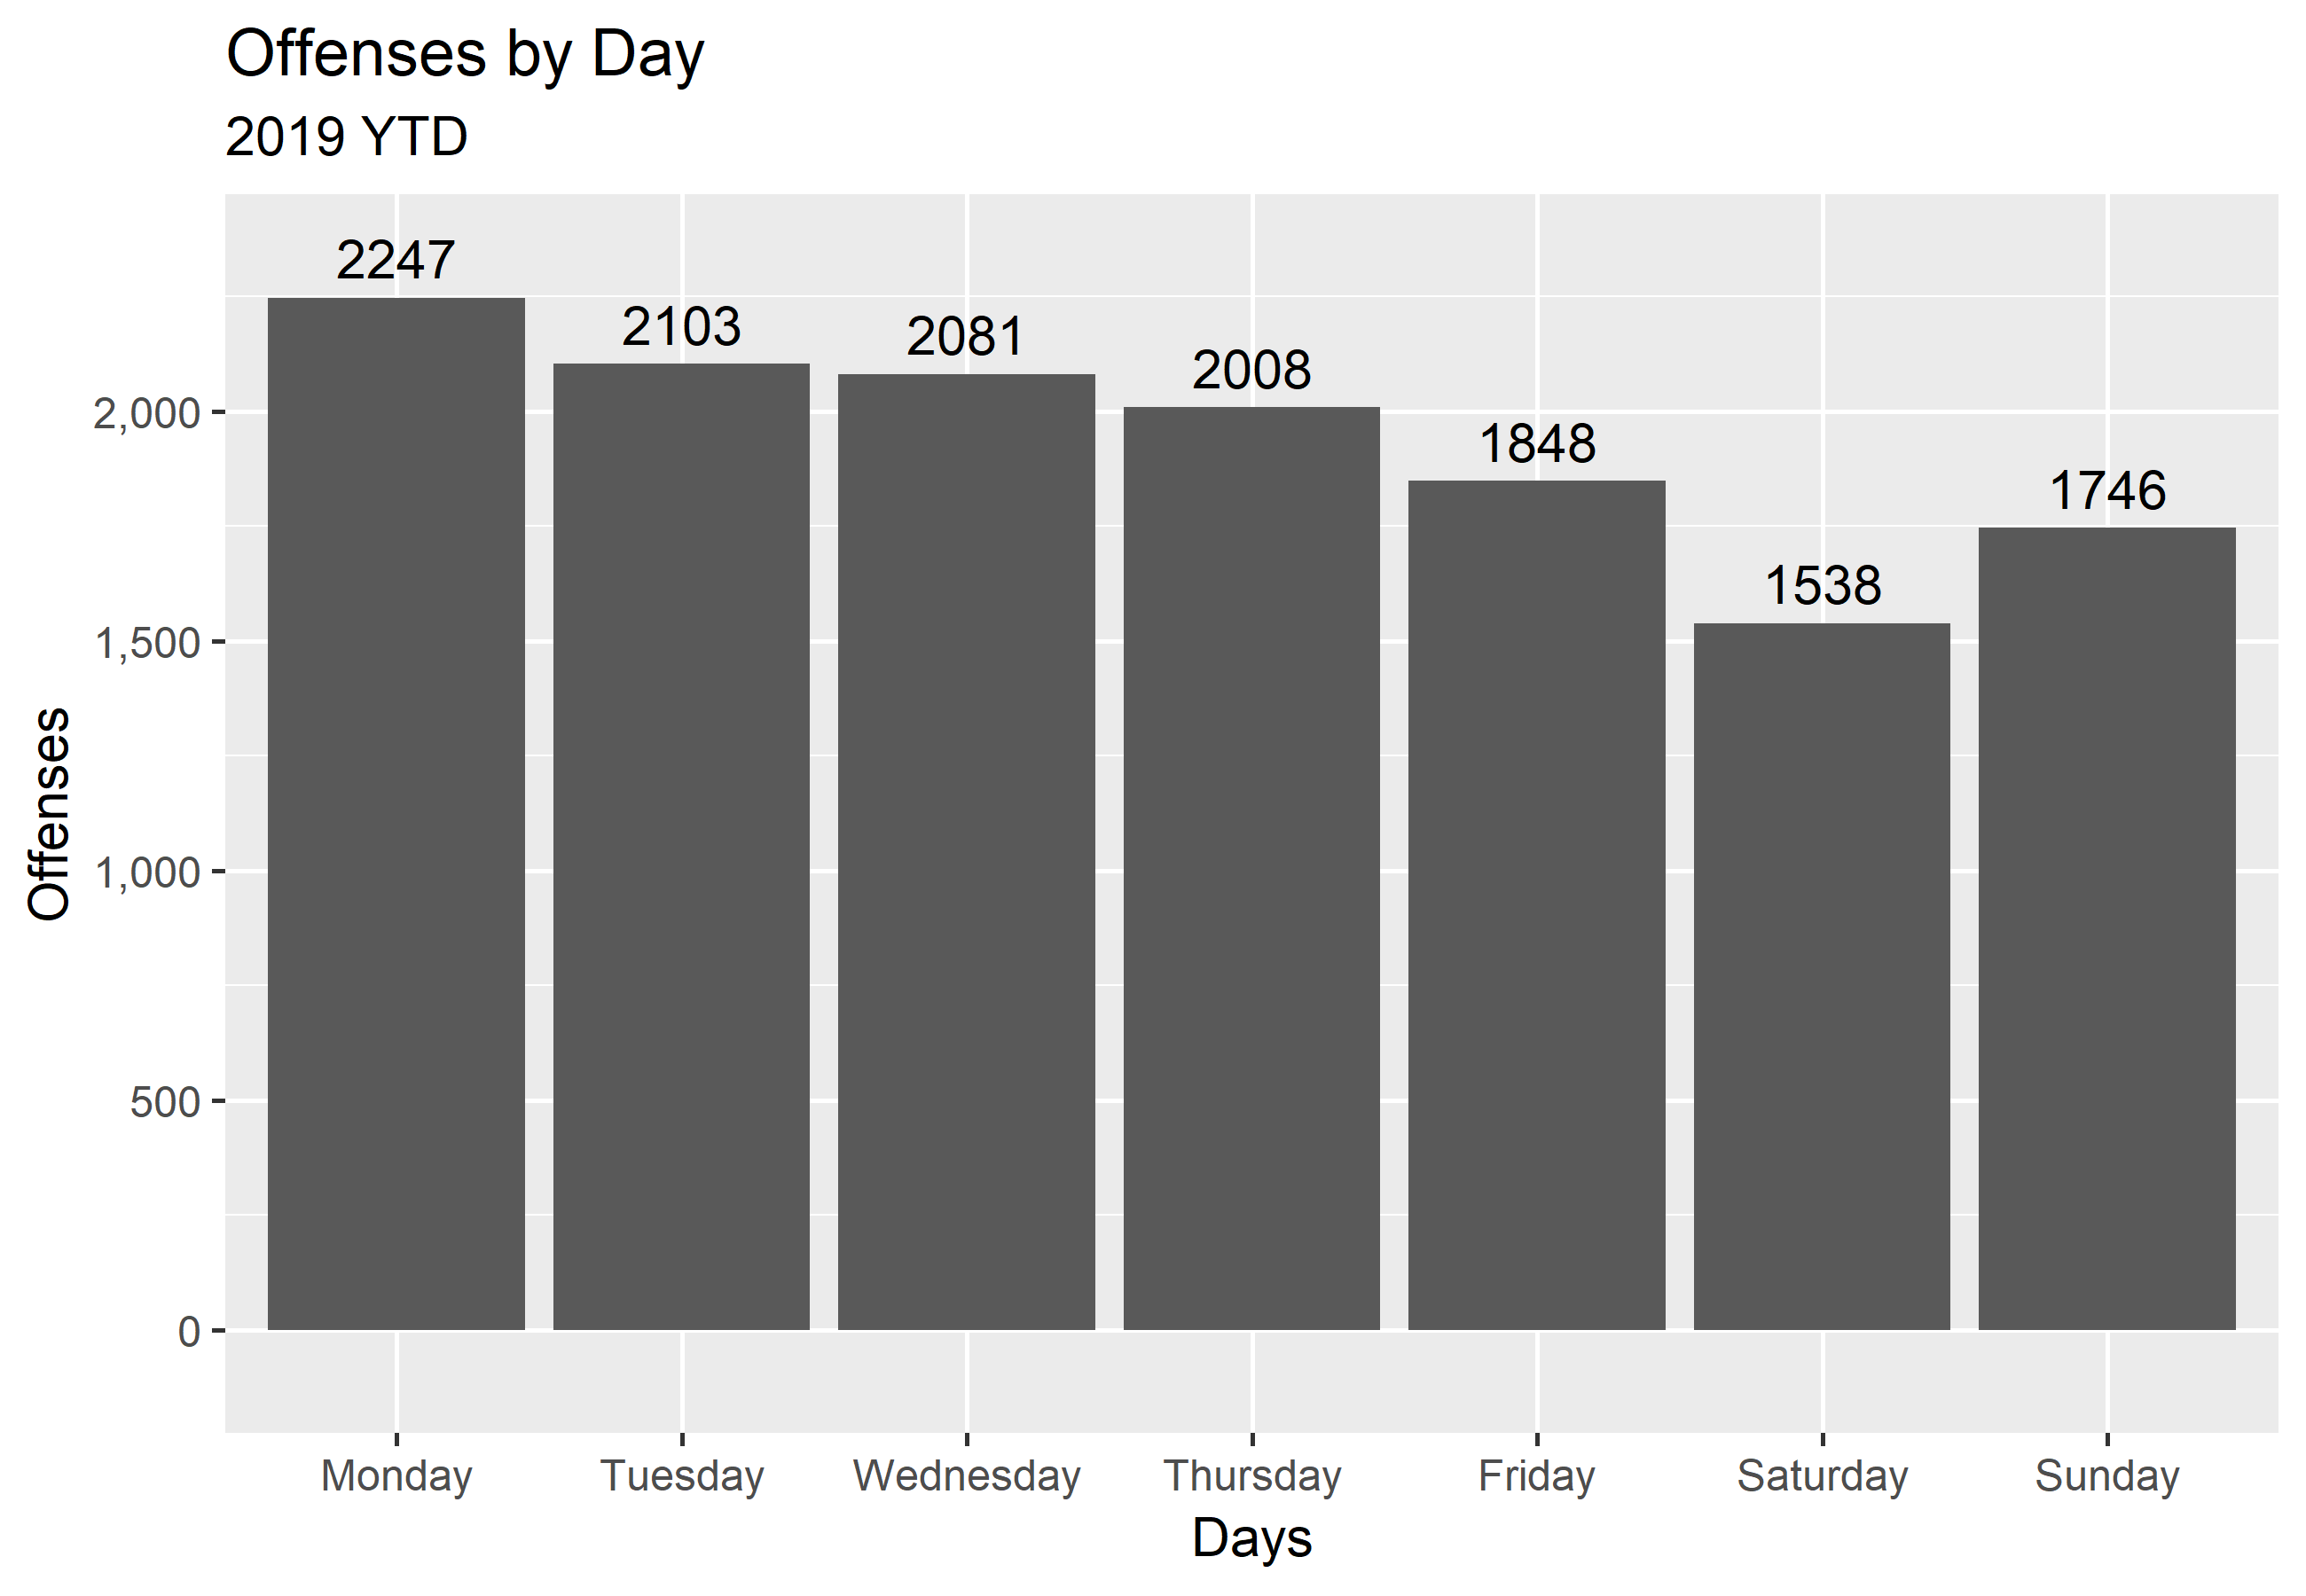 Offenses by Day
2019 YTD
2247
2103
2081
2008
1848
1538
1746
2,000
1,500
1,000
500
0
Offenses
Monday Tuesday Wednesday Thursday Friday Saturday Sunday
Days